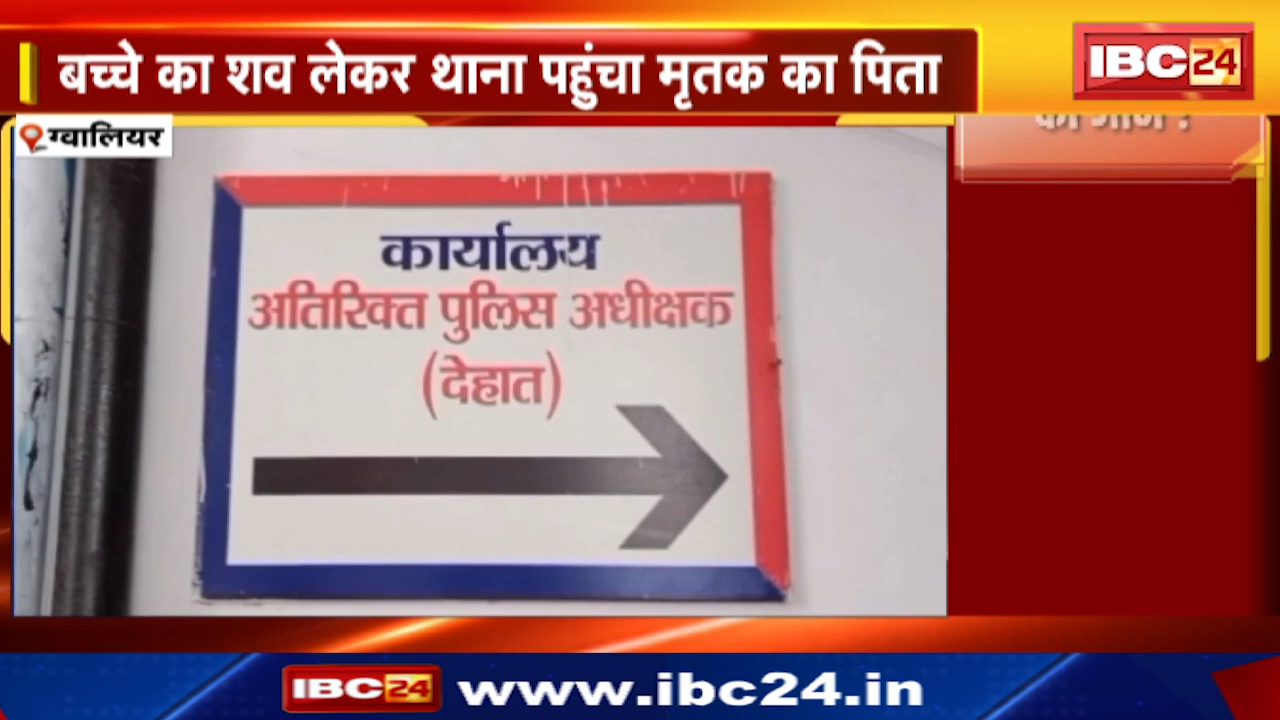 बच्चे का शव लेकर थाना पहुंचा मृतक का पिता
IBC24
ग्वालियर
कार्यालय
अतिरिक्त पुलिस अधीक्षक
(देहात)
IBC24 www.ibc24.in